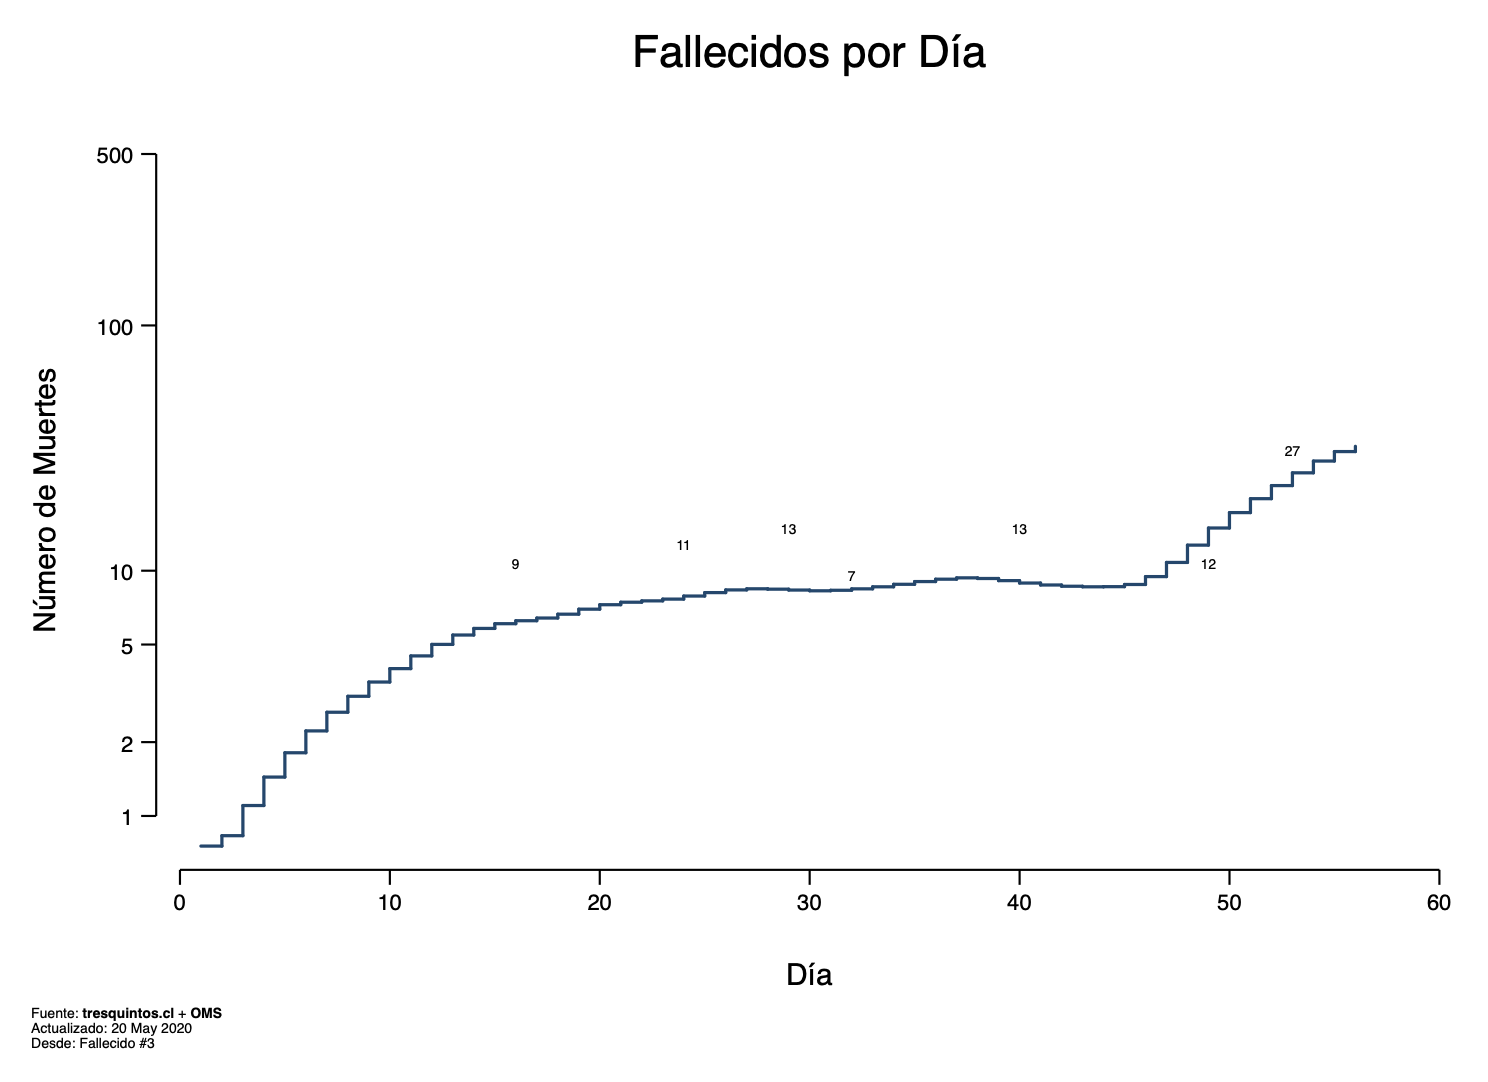 Fallecidos por Día
500
100
10
5
2
1
Número de Muertes
9
11
13
7
13
12
27
0 10 20 30 40 50 60
Día
Fuente: tresquintos.cl + OMS
Actualizado: 20 May 2020
Desde: Fallecido #3